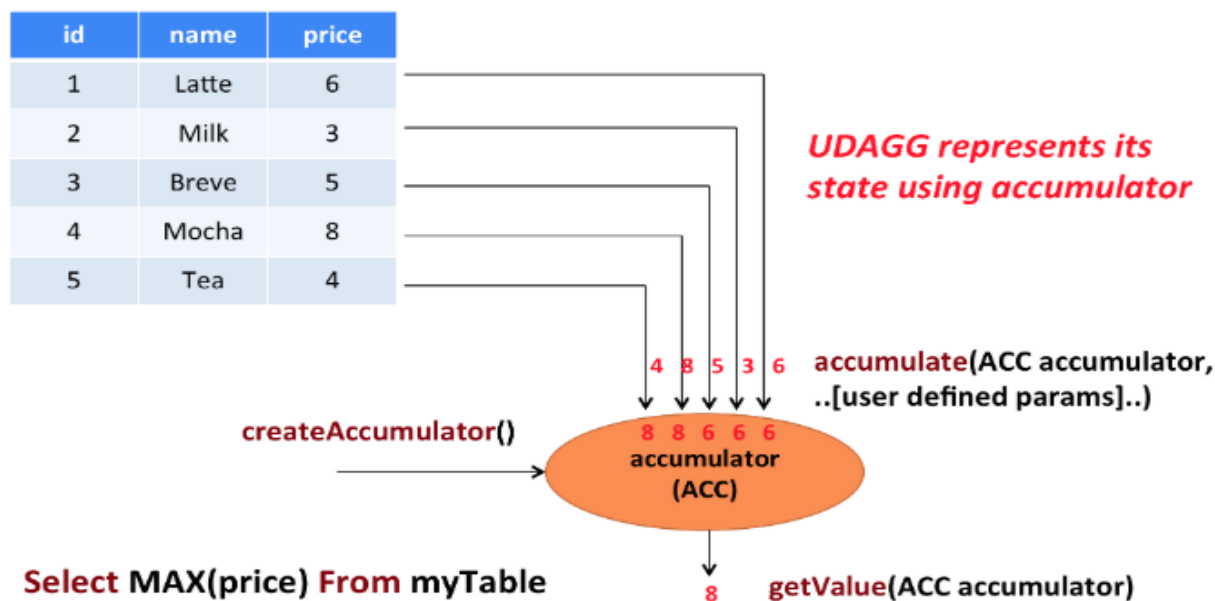 id name price
1 Latte 6
2 Milk 3
3 Breve 5
4 Mocha 8
5 Tea 4
UDAGG represents its
state using accumulator
4 8 5 3 6
accumulate(ACC accumulator,
..[user defined params]..)
createAccumulator()
8 8 6 6 6
accumulator
(ACC)
Select MAX(price) From myTable
8
getValue(ACC accumulator)